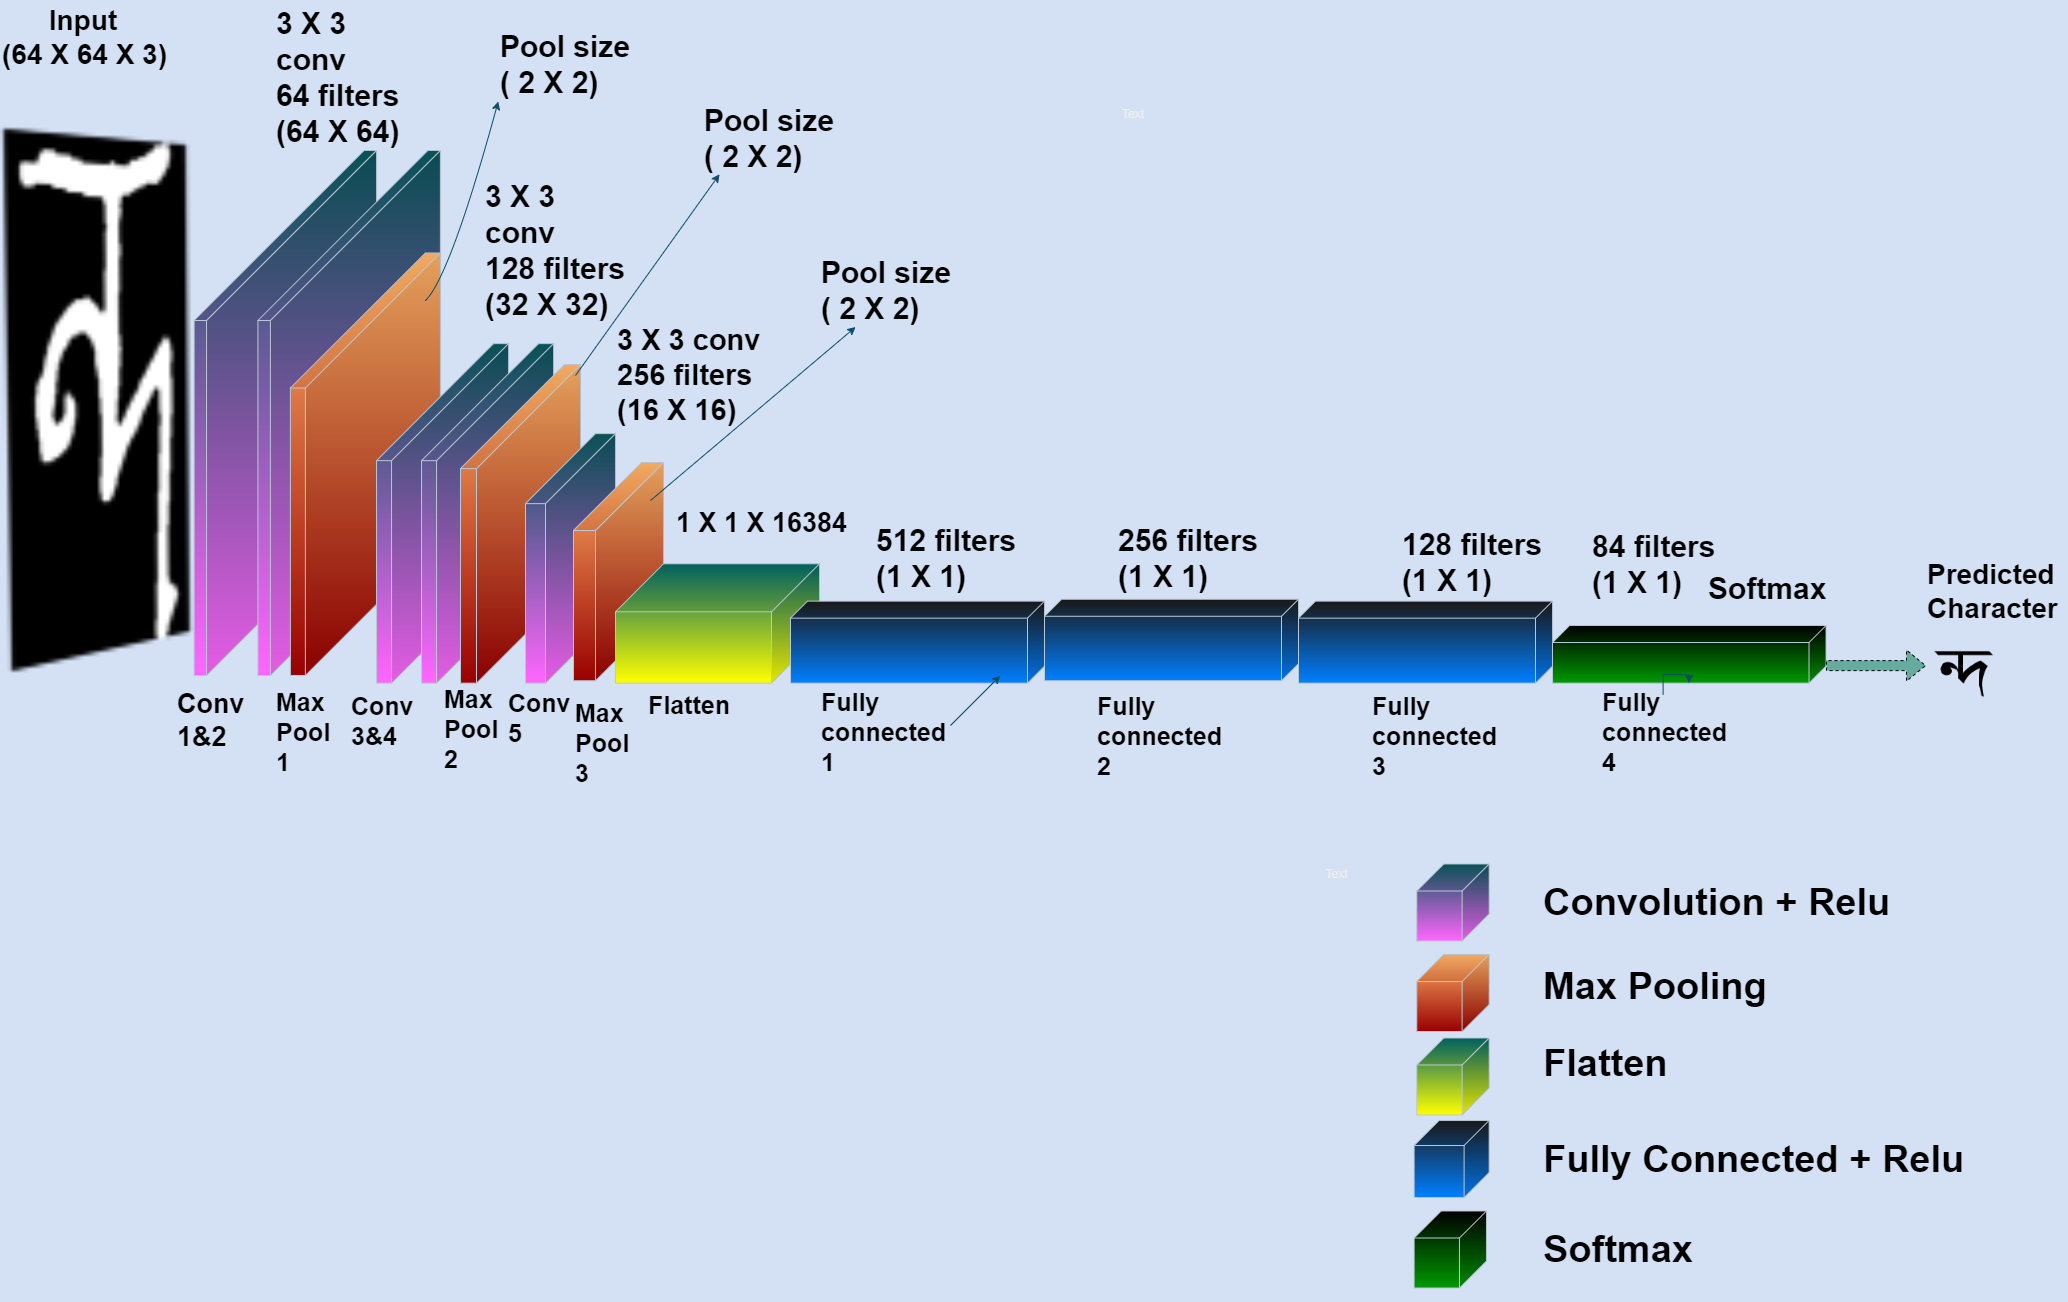 Input
(64 X 64 X 3)
3 X 3
conv
64 filters
(64 X 64)
Pool size
( 2 X 2)
3 X 3
conv
128 filters
(32 X 32)
Pool size
( 2 X 2)
3 X 3 conv
256 filters
(16 X 16)
Pool size
( 2 X 2)
Text
1 X 1 X 16384
512 filters
(1 X 1)
256 filters
(1 X 1)
128 filters
(1 X 1)
84 filters
(1 X 1)
Softmax
Predicted
Character
Conv
1&2
Max
Pool
1
Conv
3&4
Max
Pool
2
Conv
5
Max
Pool
3
Flatten
Fully
connected
1
Fully
connected
2
Fully
connected
3
Fully
connected
4
Text
Convolution + Relu
Max Pooling
Flatten
Fully Connected + Relu
Softmax